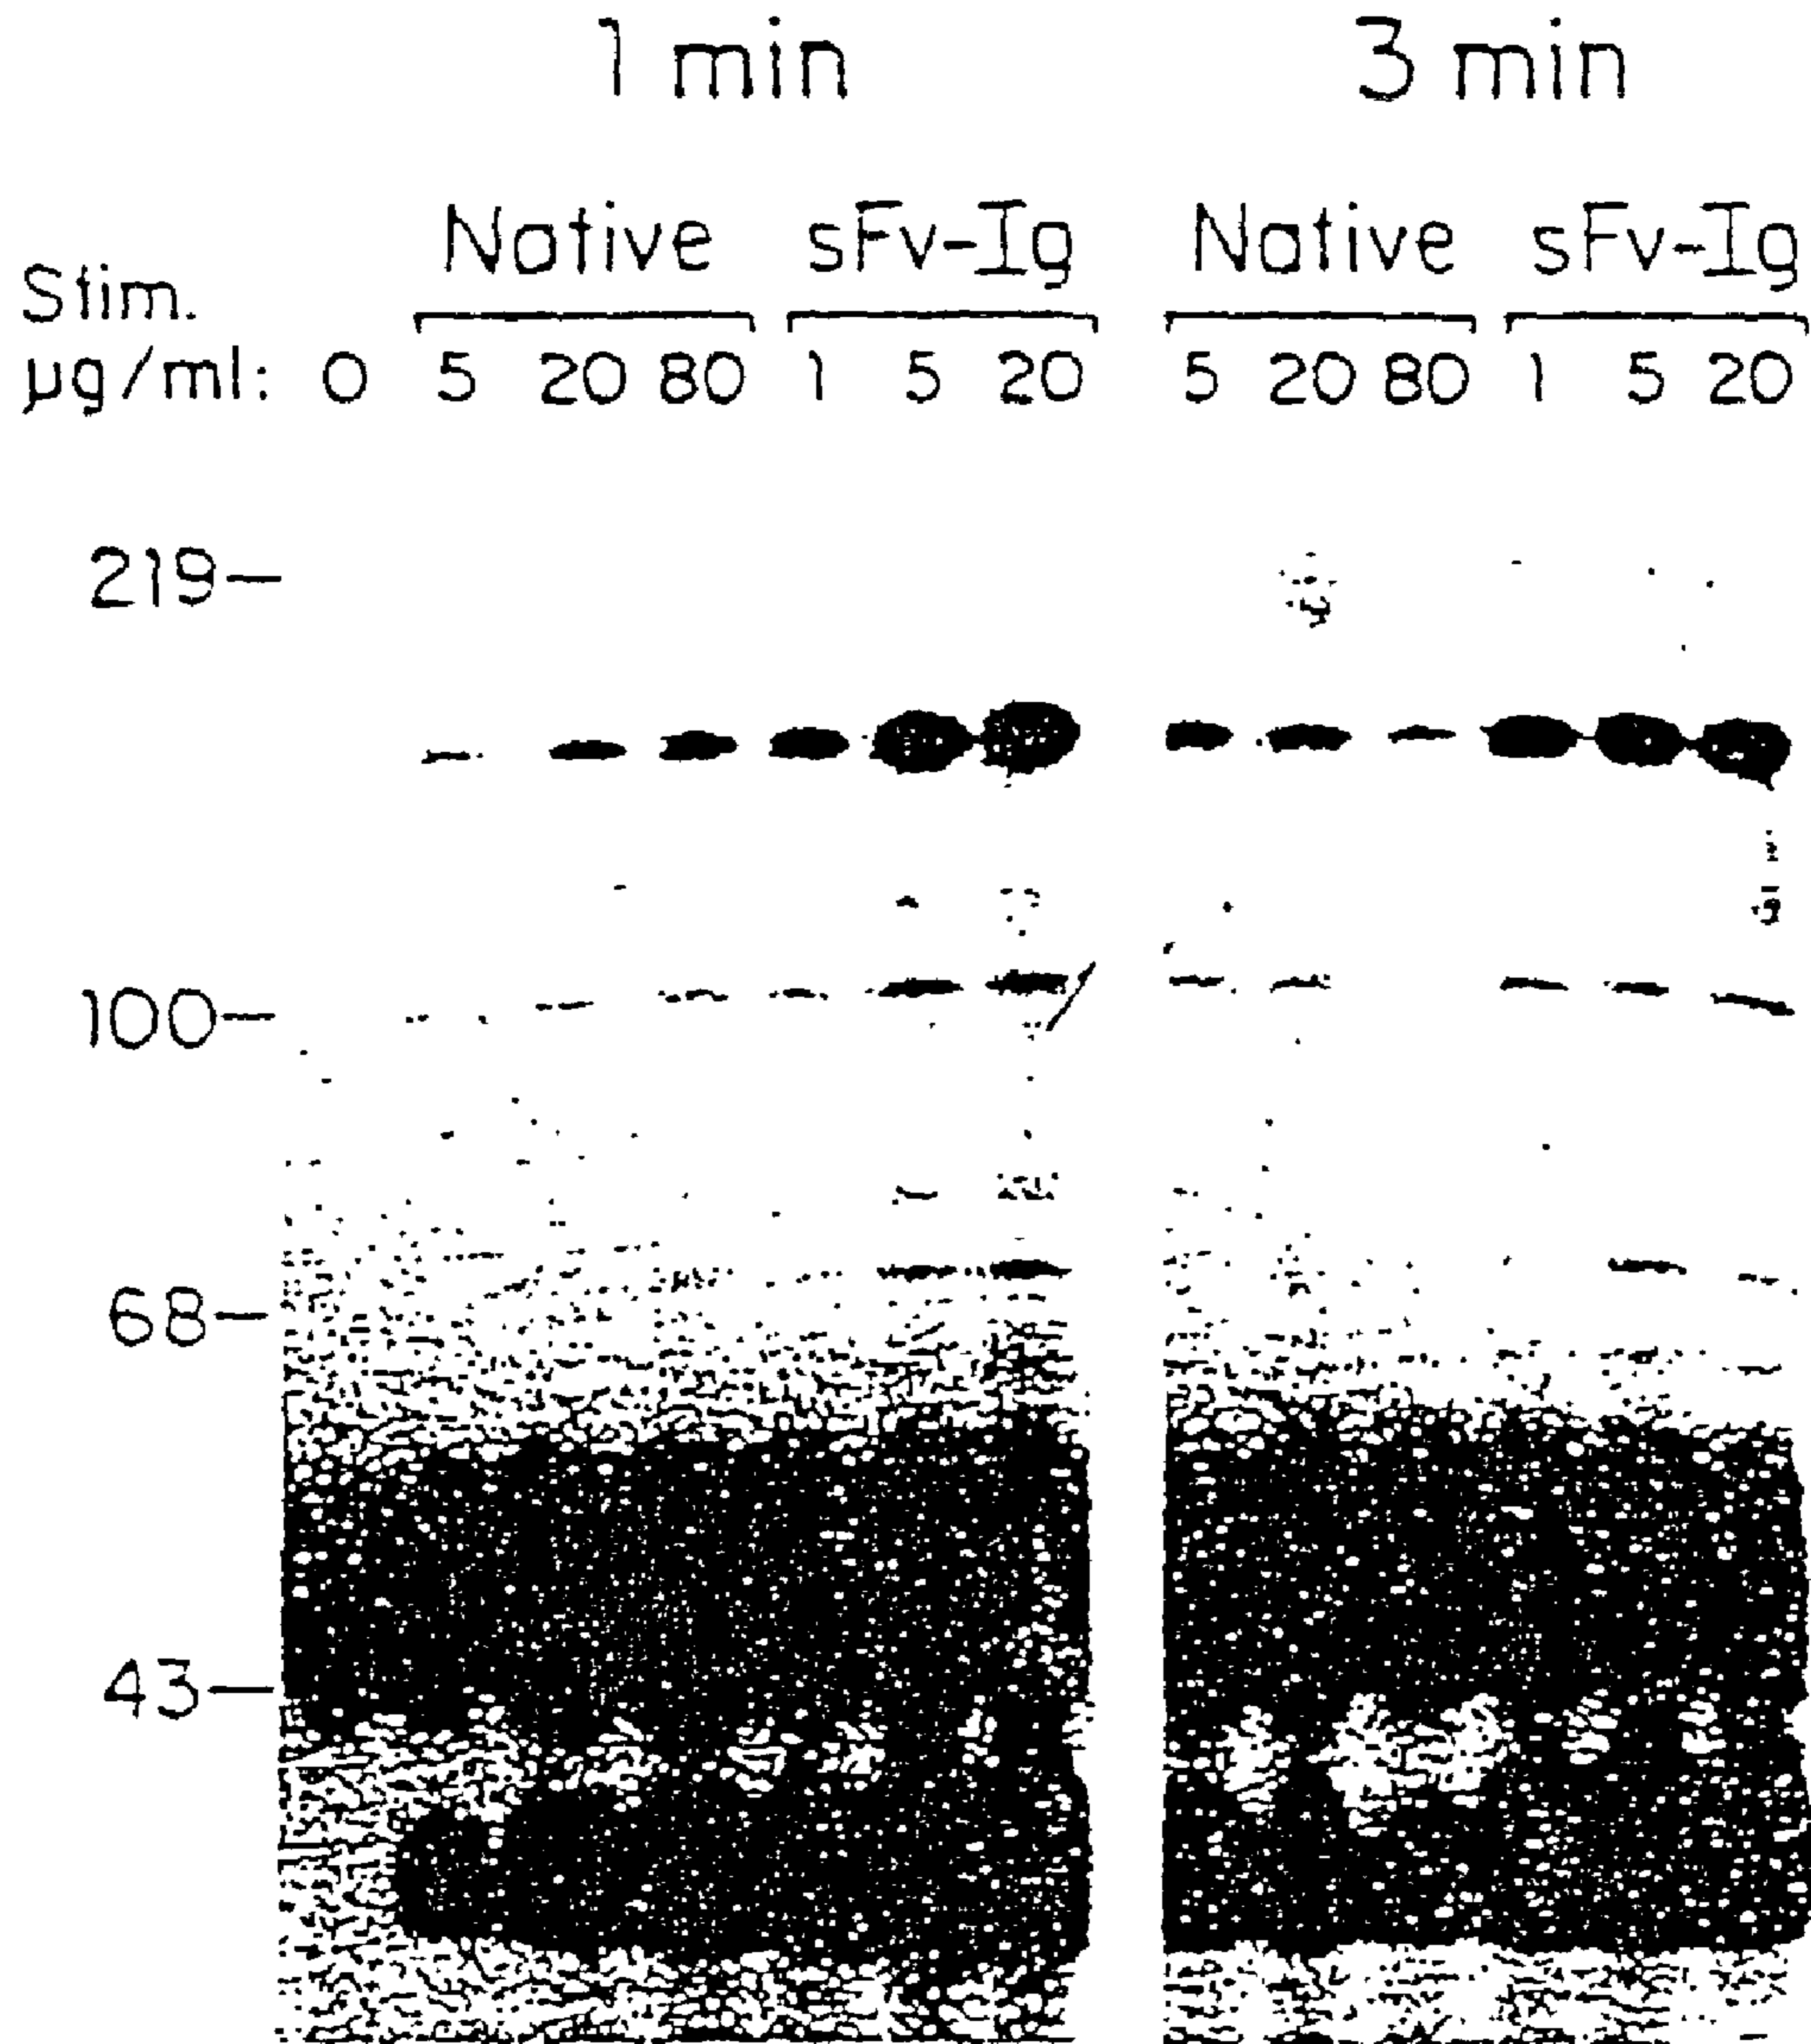 1 min 3 min
Native sFv-Ig Native sFv-Ig
Stim.
µg/ml: 0 5 20 80 1 5 20 5 20 80 1 5 20
219
100
68
43